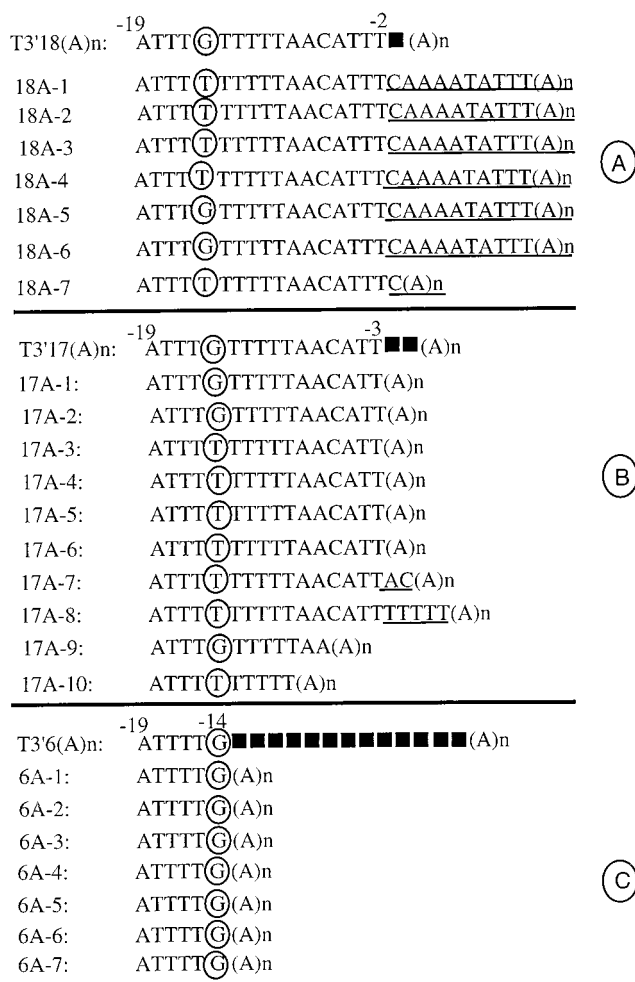 -19 -2
T3'18(A)n: ATTTGTTTTTAACATTT■(A)n
18A-1 ATTTTTTTTTAACATTTCAAAATATTT(A)n
18A-2 ATTTTTTTTTAACATTTCAAAATATTT(A)n
18A-3 ATTTTTTTTTAACATTTCAAAATATTT(A)n
18A-4 ATTTTTTTTTAACATTTCAAAATATTT(A)n
18A-5 ATTTGTTTTTAACATTTCAAAATATTT(A)n
18A-6 ATTTGTTTTTAACATTTCAAAATATTT(A)n
18A-7 ATTTTTTTTTAACATTTC(A)n
A
-19 -3
T3'17(A)n: ATTTGTTTTTAACATT■■(A)n
17A-1: ATTTGTTTTTAACATT(A)n
17A-2: ATTTGTTTTTAACATT(A)n
17A-3: ATTTTTTTTTAACATT(A)n
17A-4: ATTTTTTTTTAACATT(A)n
17A-5: ATTTTTTTTTAACATT(A)n
17A-6: ATTTTTTTTTAACATT(A)n
17A-7: ATTTTTTTTTAACATTAC(A)n
17A-8: ATTTTTTTTTAACATTTTTTT(A)n
17A-9: ATTTGTTTTTAA(A)n
17A-10: ATTTTTTTTT(A)n
B
-19 -14
T3'6(A)n: ATTTTG■■■■■■■■■■■■■(A)n
6A-1: ATTTTG(A)n
6A-2: ATTTTG(A)n
6A-3: ATTTTG(A)n
6A-4: ATTTTG(A)n
6A-5: ATTTTG(A)n
6A-6: ATTTTG(A)n
6A-7: ATTTTG(A)n
C